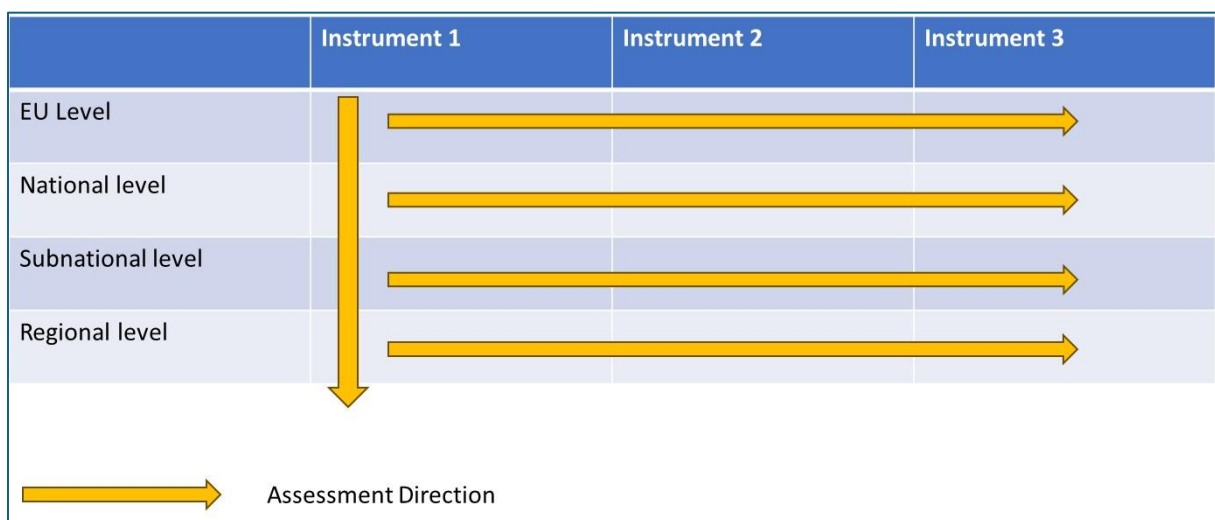 Instrument 1 Instrument 2 Instrument 3
EU Level
National level
Subnational level
Regional level
Assessment Direction